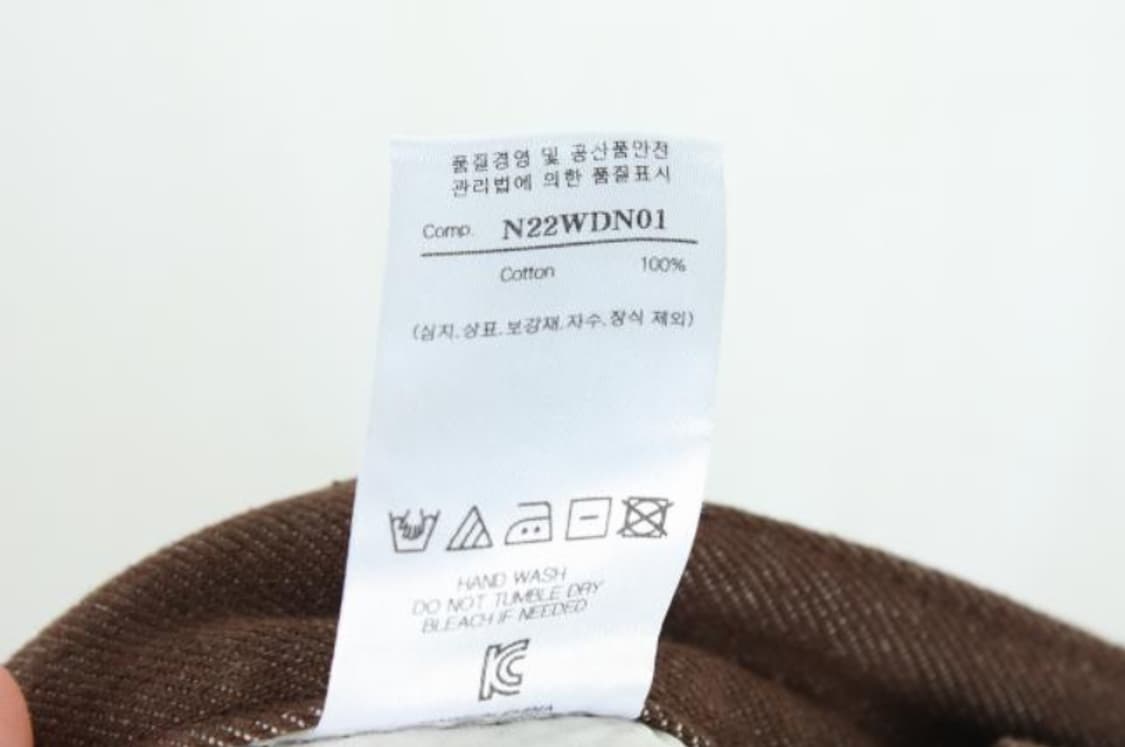 품질경영 및 공산품안전
관리법에 의한 품질표시
Comp. N22WDN01
Cotton 100%
(심지.상표.보강재.자수.장식 제외)
HAND WASH
DO NOT TUMBLE DRY
BLEACH IF NEEDED
KC